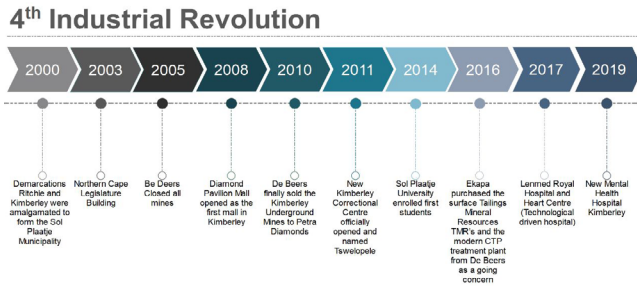 4th Industrial Revolution
2000
2003
2005
2008
2010
2011
2014
2016
2017
2019
Demarcations
Ritchie and
Kimberley were
amalgamated to
form the Sol
Plaatje
Municipality
Northern Cape
Legislature
Building
Be Deers
Closed all
mines
Diamond
Pavilion Mall
opened as the
first mall in
Kimberley
De Beers
finally sold the
Kimberley
Underground
Mines to Petra
Diamonds
New
Kimberley
Correctional
Centre
officially
opened and
named
Tswelopele
Sol Plaatje
University
enrolled first
students
Ekapa
purchased the
surface Tailings
Mineral
Resources
TMR's and the
modern CTP
treatment plant
from De Beers
as a going
concern
Lenmed Royal
Hospital and
Heart Centre
(Technological
driven hospital)
New Mental
Health
Hospital
Kimberley